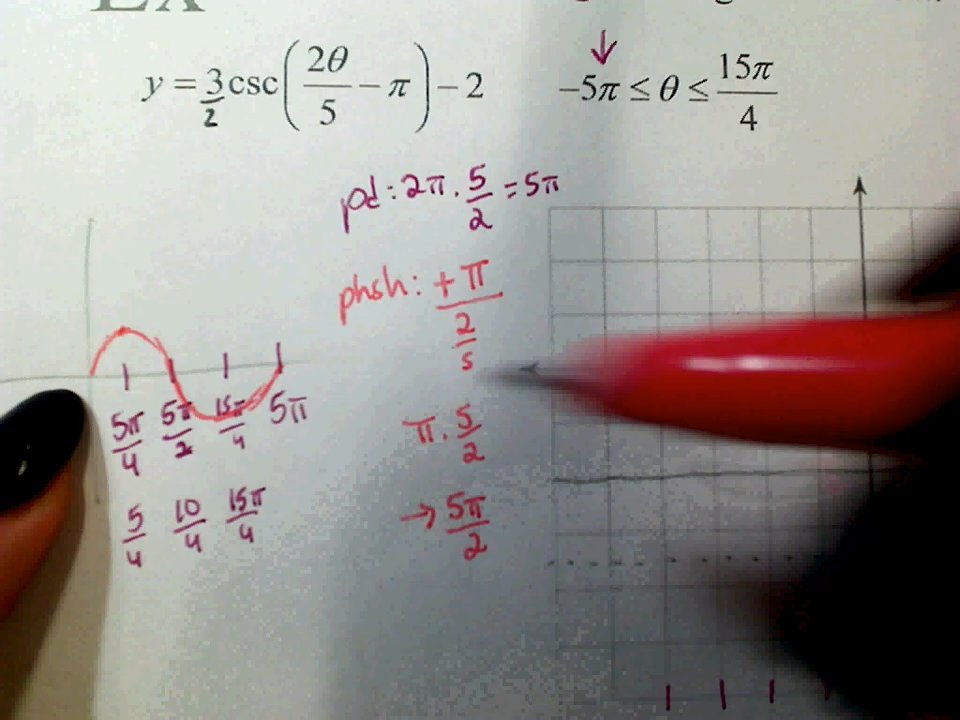 Ex
y = 3/2 csc(2θ/5 − π) − 2   −5π ≤ θ ≤ 15π/4
pd: 2π · 5/2 = 5π
phsh: +π / (2/5)
5π/4 5π/2 15π/4 5π
π · 5/2
5/4 10/4 15π/4
→ 5π/2